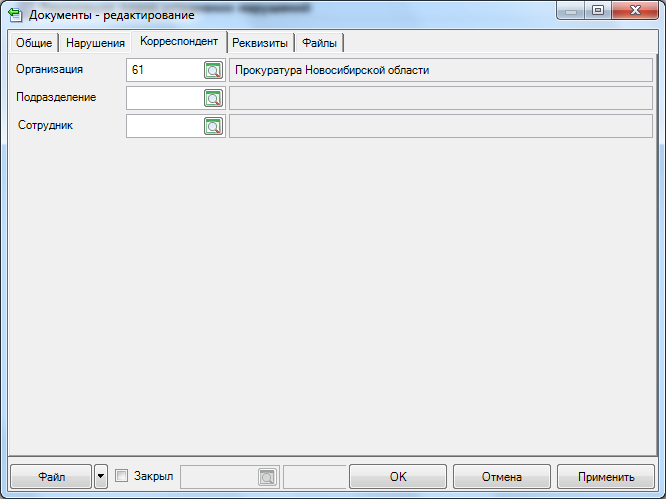 Документы - редактирование
Общие Нарушения Корреспондент Реквизиты Файлы
Организация 61 Прокуратура Новосибирской области
Подразделение
Сотрудник
Файл Закрыл OK Отмена Применить